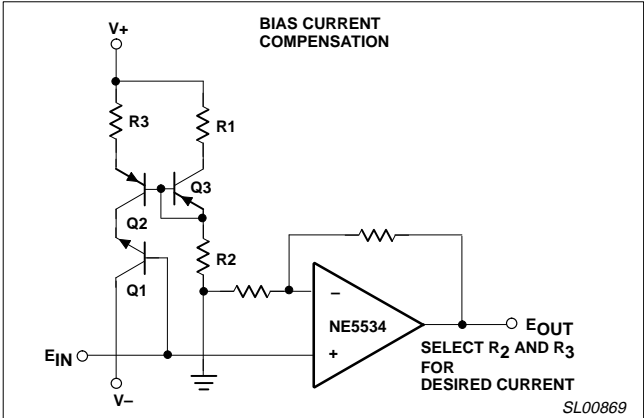 BIAS CURRENT
COMPENSATION
V+
R3
R1
Q3
Q2
R2
Q1
–
NE5534
+
EIN
EOUT
SELECT R2 AND R3
FOR
DESIRED CURRENT
V–
SL00869